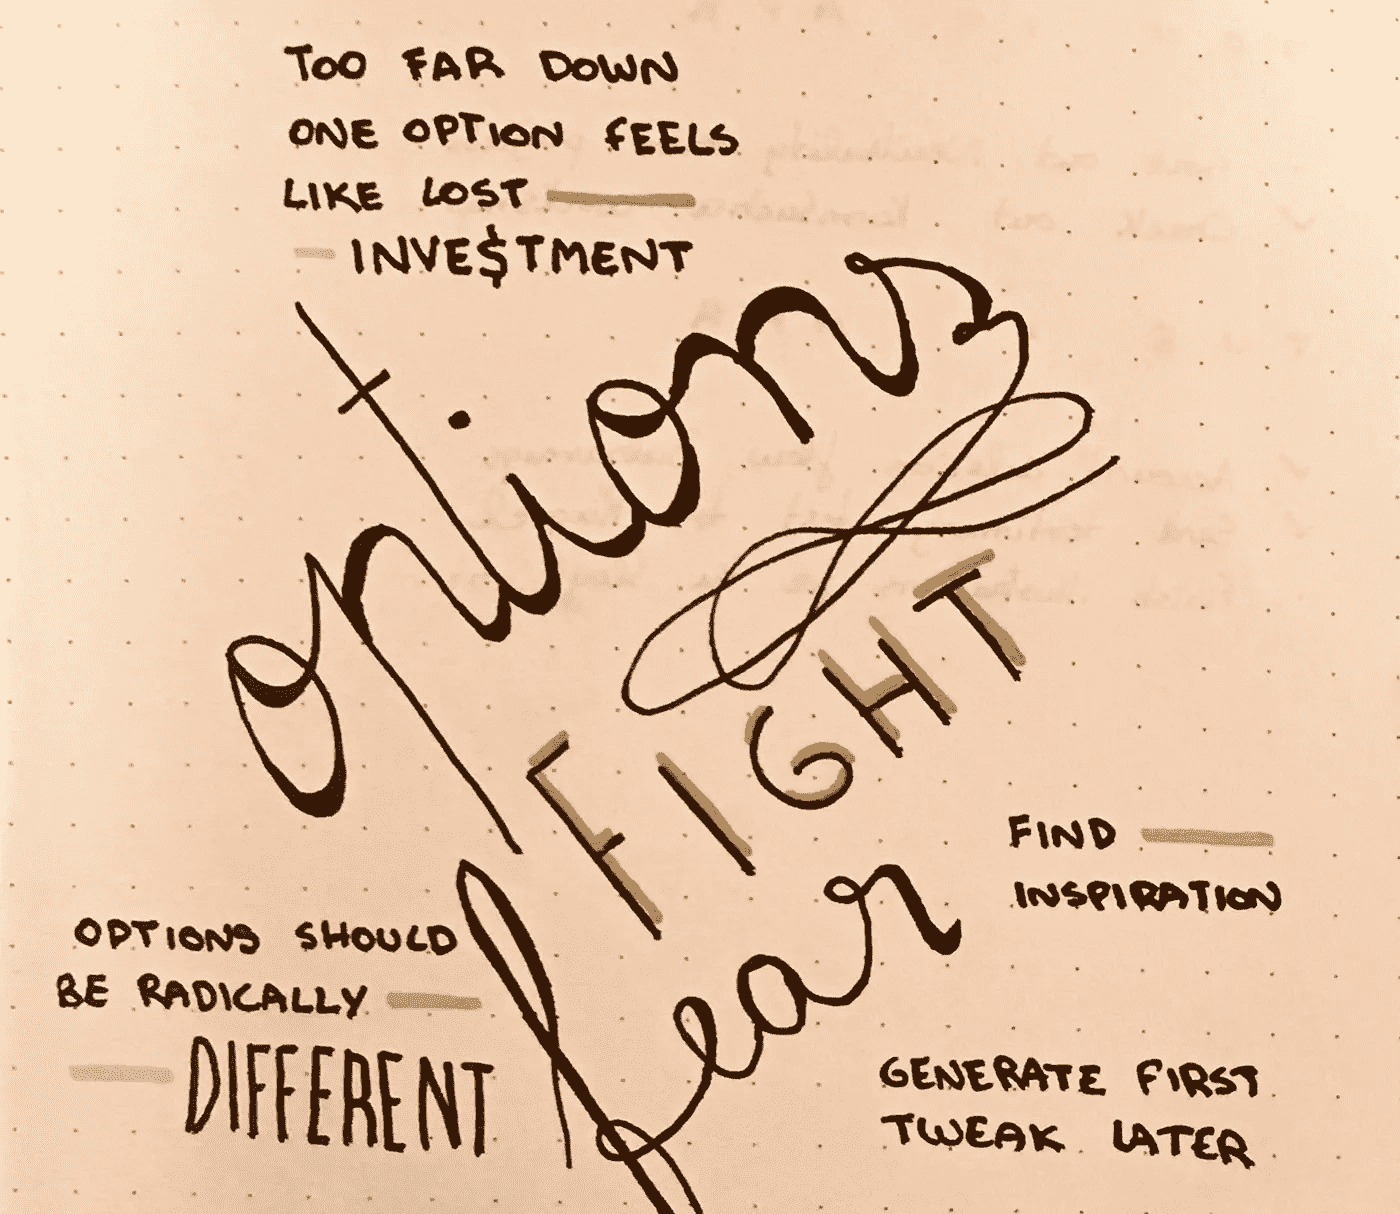 TOO FAR DOWN
ONE OPTION FEELS
LIKE LOST
INVE$TMENT
options
FIGHT
fear
FIND
INSPIRATION
OPTIONS SHOULD
BE RADICALLY
DIFFERENT
GENERATE FIRST
TWEAK LATER